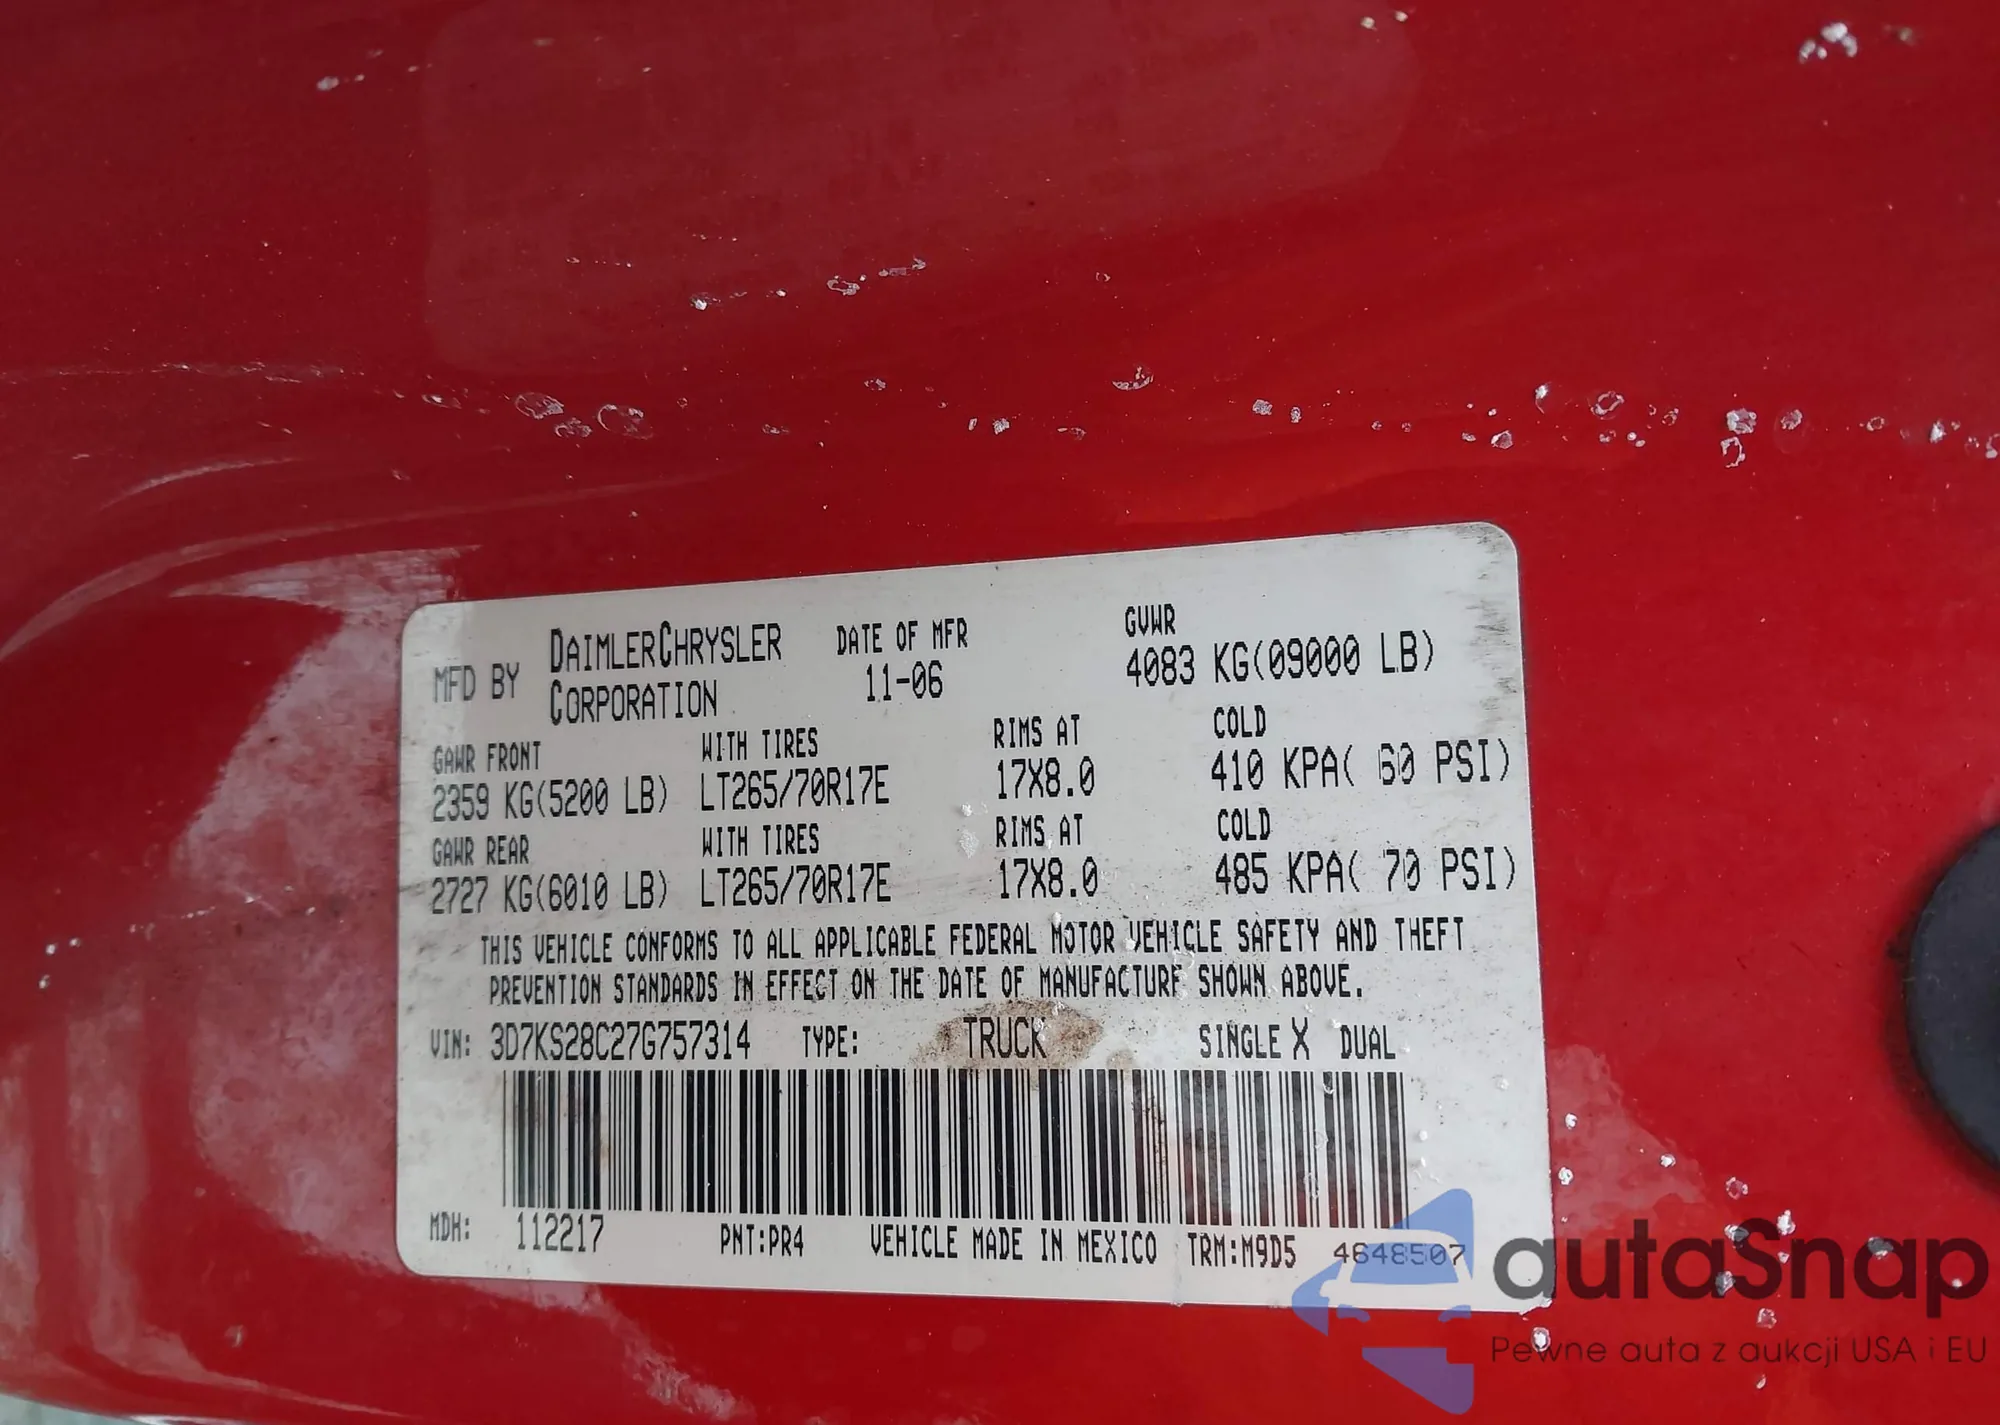 MFD BY DAIMLERCHRYSLER CORPORATION DATE OF MFR 11-06 GVWR 4083 KG(09000 LB)
GAWR FRONT WITH TIRES RIMS AT COLD
2359 KG(5200 LB) LT265/70R17E 17X8.0 410 KPA( 60 PSI)
GAWR REAR WITH TIRES RIMS AT COLD
2727 KG(6010 LB) LT265/70R17E 17X8.0 485 KPA( 70 PSI)
THIS VEHICLE CONFORMS TO ALL APPLICABLE FEDERAL MOTOR VEHICLE SAFETY AND THEFT
PREVENTION STANDARDS IN EFFECT ON THE DATE OF MANUFACTURE SHOWN ABOVE.
VIN: 3D7KS28C27G757314 TYPE: TRUCK SINGLE X DUAL
MDH: 112217 PNT:PR4 VEHICLE MADE IN MEXICO TRM:M9D5 4648507
autaSnap
Pewne auta z aukcji USA i EU